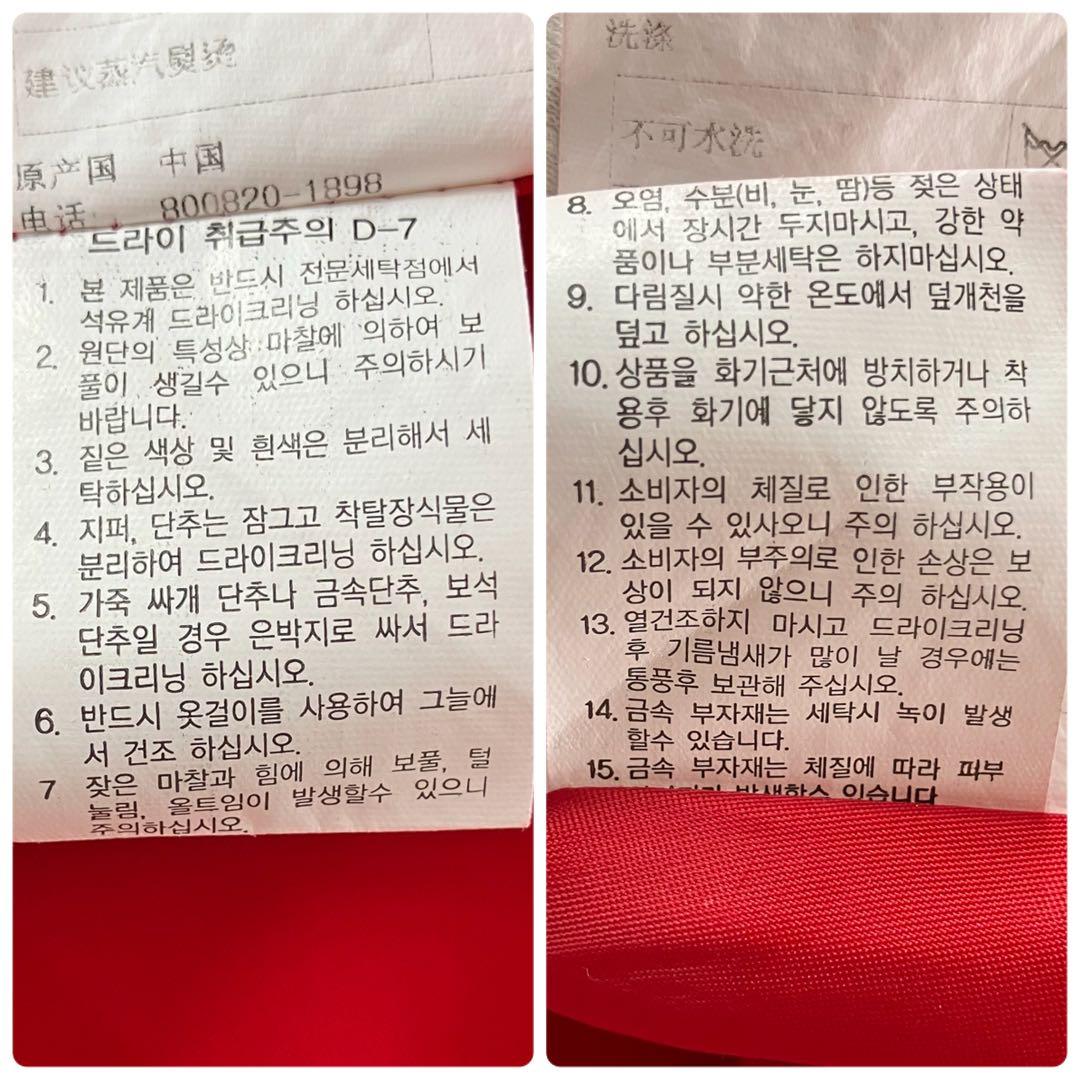 建议蒸汽熨烫
原产国 中国
电话 800820-1898
드라이 취급주의 D-7
1. 본 제품은 반드시 전문세탁점에서
석유계 드라이크리닝 하십시오.
2. 원단의 특성상 마찰에 의하여 보
풀이 생길수 있으니 주의하시기
바랍니다.
3. 짙은 색상 및 흰색은 분리해서 세
탁하십시오.
4. 지퍼, 단추는 잠그고 착탈장식물은
분리하여 드라이크리닝 하십시오.
5. 가죽 싸개 단추나 금속단추, 보석
단추일 경우 은박지로 싸서 드라
이크리닝 하십시오.
6. 반드시 옷걸이를 사용하여 그늘에
서 건조 하십시오.
7 잦은 마찰과 힘에 의해 보풀, 털
눌림, 올트임이 발생할수 있으니
주의하십시오.
洗涤
不可水洗
8. 오염, 수분(비, 눈, 땀)등 젖은 상태
에서 장시간 두지마시고, 강한 약
품이나 부분세탁은 하지마십시오.
9. 다림질시 약한 온도에서 덮개천을
덮고 하십시오.
10. 상품을 화기근처에 방치하거나 착
용후 화기에 닿지 않도록 주의하
십시오.
11. 소비자의 체질로 인한 부작용이
있을 수 있사오니 주의 하십시오.
12. 소비자의 부주의로 인한 손상은 보
상이 되지 않으니 주의 하십시오.
13. 열건조하지 마시고 드라이크리닝
후 기름냄새가 많이 날 경우에는
통풍후 보관해 주십시오.
14. 금속 부자재는 세탁시 녹이 발생
할수 있습니다.
15. 금속 부자재는 체질에 따라 피부
발생할수 있습니다